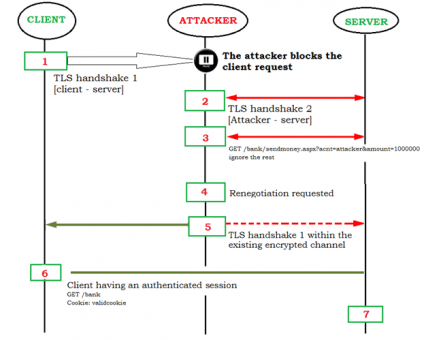 CLIENT
ATTACKER
SERVER
1
The attacker blocks the
client request
TLS handshake 1
[client - server]
2
TLS handshake 2
[Attacker - server]
3
GET /bank/sendmoney.aspx?acnt=attacker&amount=1000000
ignore the rest
4
Renegotiation requested
5
TLS handshake 1 within the
existing encrypted channel
6
Client having an authenticated session
GET /bank
Cookie: validcookie
7